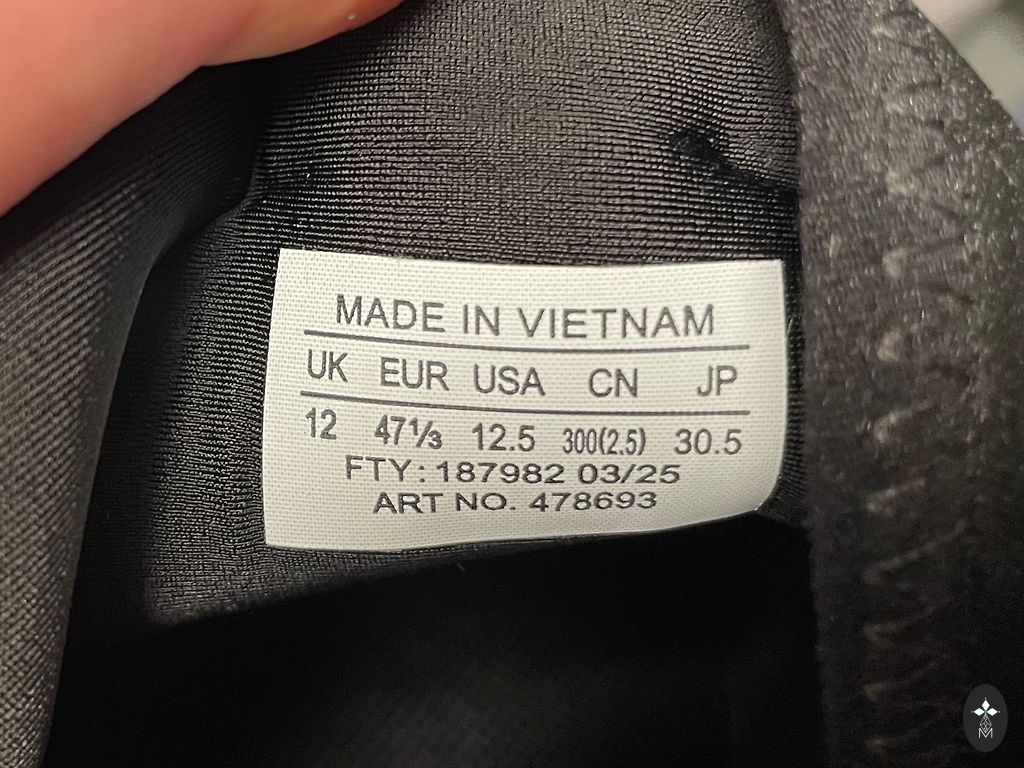 MADE IN VIETNAM
UK EUR USA CN JP
12 47⅓ 12.5 300(2.5) 30.5
FTY: 187982 03/25
ART NO. 478693
M